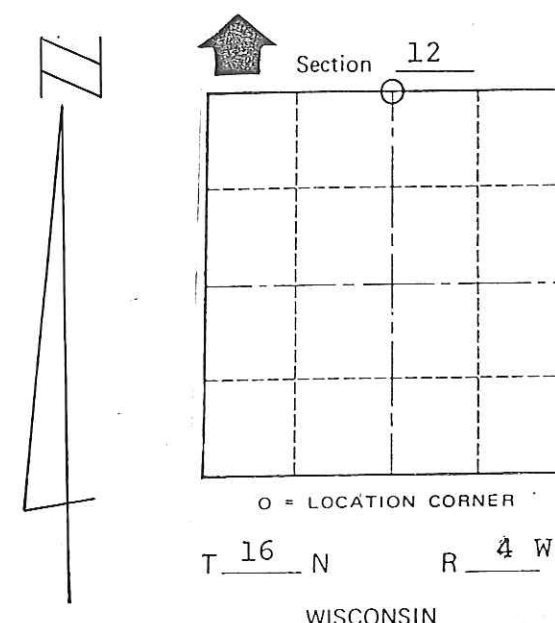 N
Section 12
O = LOCATION CORNER
T 16 N R 4 W
WISCONSIN